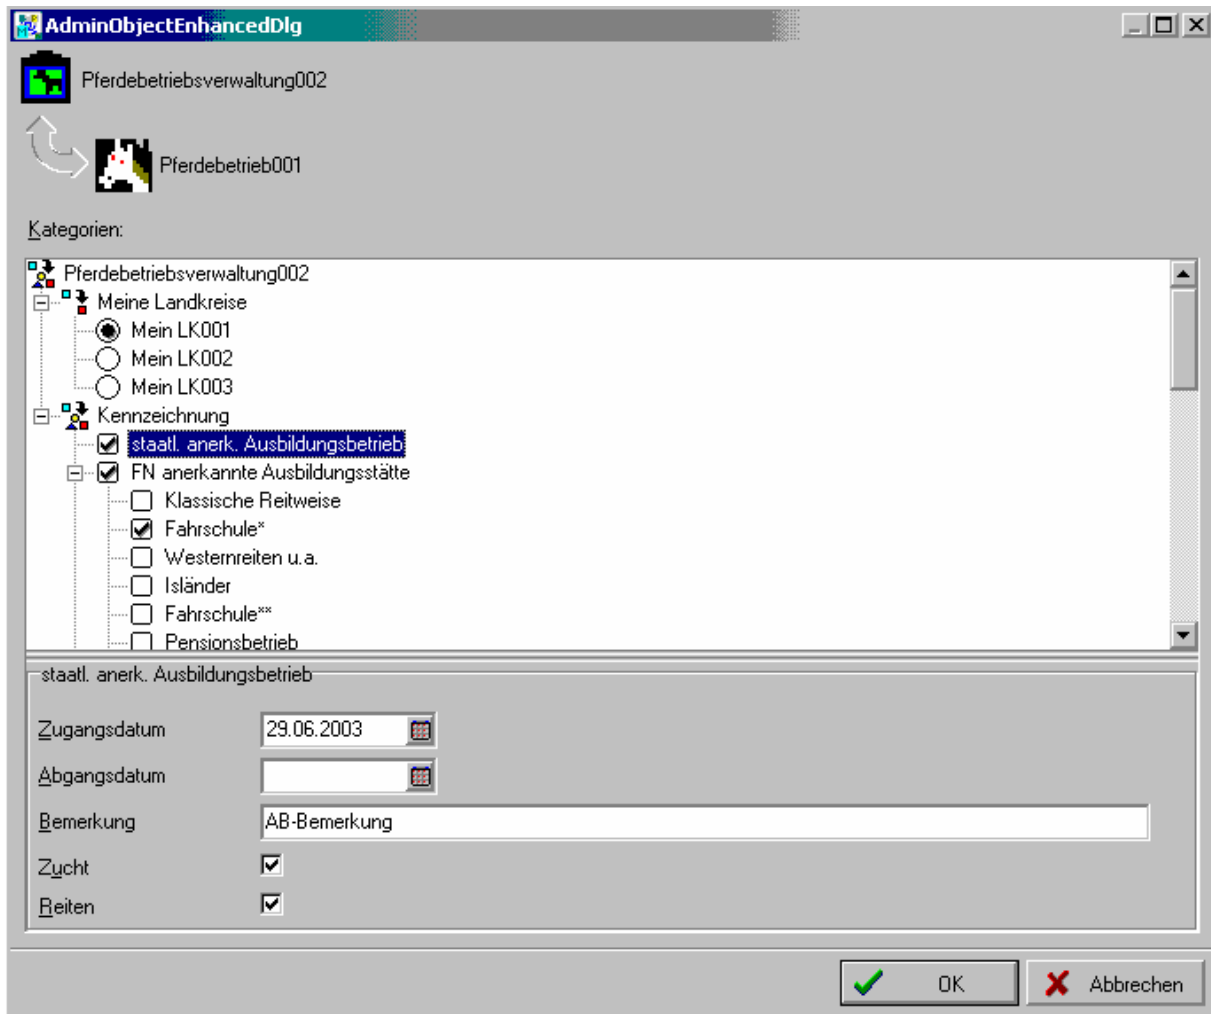 AdminObjectEnhancedDlg
Pferdebetriebsverwaltung002
Pferdebetrieb001
Kategorien:
Pferdebetriebsverwaltung002
Meine Landkreise
Mein LK001
Mein LK002
Mein LK003
Kennzeichnung
staatl. anerk. Ausbildungsbetrieb
FN anerkannte Ausbildungsstätte
Klassische Reitweise
Fahrschule*
Westernreiten u.a.
Isländer
Fahrschule**
Pensionsbetrieb
staatl. anerk. Ausbildungsbetrieb
Zugangsdatum 29.06.2003
Abgangsdatum
Bemerkung AB-Bemerkung
Zucht
Reiten
OK Abbrechen